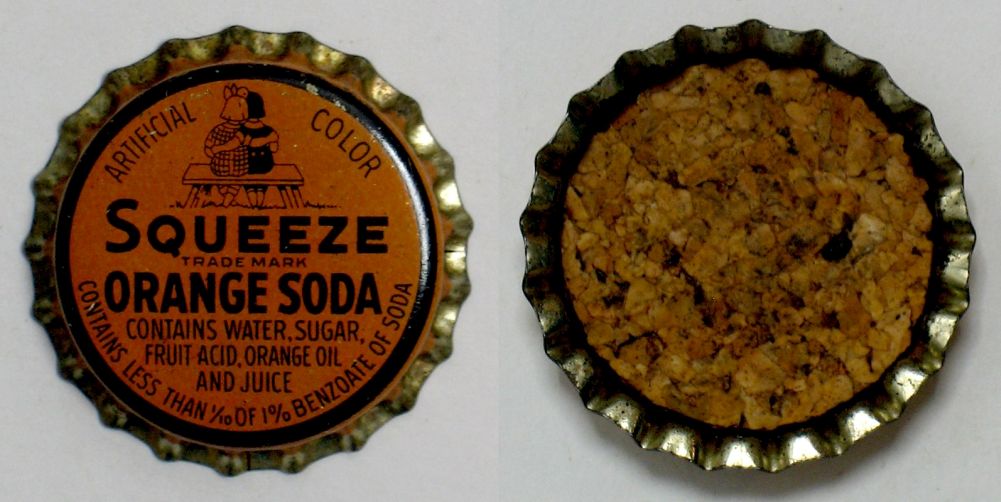 ARTIFICIAL COLOR
SQUEEZE
TRADE MARK
ORANGE SODA
CONTAINS WATER, SUGAR,
FRUIT ACID, ORANGE OIL
AND JUICE
CONTAINS LESS THAN 1/10 OF 1% BENZOATE OF SODA